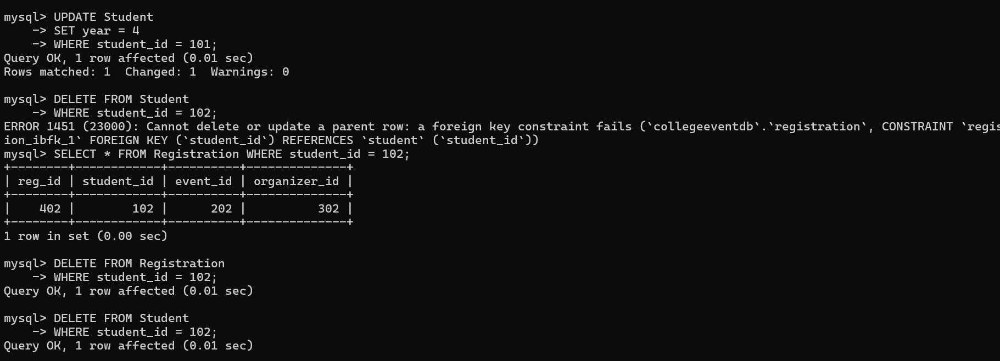 mysql> UPDATE Student
    -> SET year = 4
    -> WHERE student_id = 101;
Query OK, 1 row affected (0.01 sec)
Rows matched: 1  Changed: 1  Warnings: 0
mysql> DELETE FROM Student
    -> WHERE student_id = 102;
ERROR 1451 (23000): Cannot delete or update a parent row: a foreign key constraint fails (`collegeeventdb`.`registration`, CONSTRAINT `regis
ion_ibfk_1` FOREIGN KEY (`student_id`) REFERENCES `student` (`student_id`))
mysql> SELECT * FROM Registration WHERE student_id = 102;
+--------+------------+----------+--------------+
| reg_id | student_id | event_id | organizer_id |
+--------+------------+----------+--------------+
|    402 |        102 |      202 |          302 |
+--------+------------+----------+--------------+
1 row in set (0.00 sec)
mysql> DELETE FROM Registration
    -> WHERE student_id = 102;
Query OK, 1 row affected (0.01 sec)
mysql> DELETE FROM Student
    -> WHERE student_id = 102;
Query OK, 1 row affected (0.01 sec)